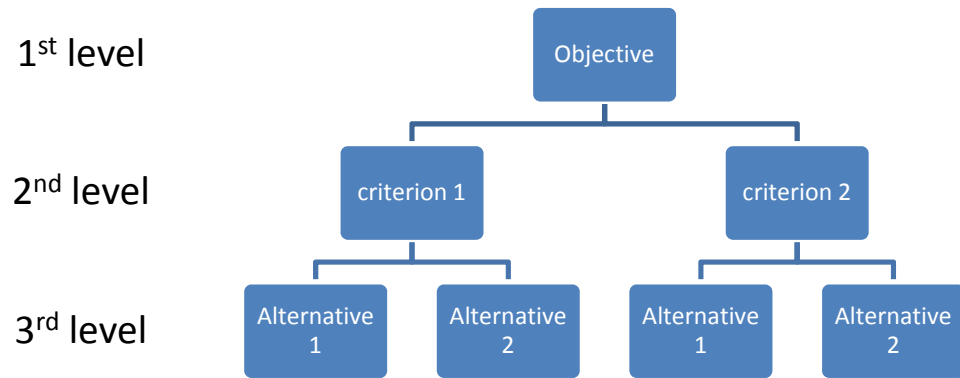 1st level
Objective
2nd level
criterion 1
criterion 2
3rd level
Alternative
1
Alternative
2
Alternative
1
Alternative
2